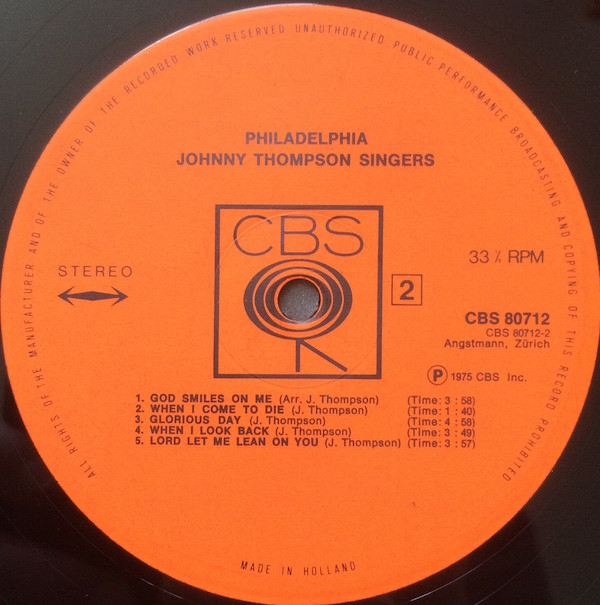 ALL RIGHTS OF THE MANUFACTURER AND OF THE OWNER OF THE RECORDED WORK RESERVED UNAUTHORIZED PUBLIC PERFORMANCE BROADCASTING AND COPYING OF THIS RECORD PROHIBITED
PHILADELPHIA
JOHNNY THOMPSON SINGERS
CBS
STEREO
33 ⅓ RPM
2
CBS 80712
CBS 80712-2
Angstmann, Zürich
Ⓟ 1975 CBS Inc.
1. GOD SMILES ON ME (Arr. J. Thompson) (Time: 3 : 58)
2. WHEN I COME TO DIE (J. Thompson) (Time: 1 : 40)
3. GLORIOUS DAY (J. Thompson) (Time: 4 : 58)
4. WHEN I LOOK BACK (J. Thompson) (Time: 3 : 49)
5. LORD LET ME LEAN ON YOU (J. Thompson) (Time: 3 : 57)
MADE IN HOLLAND